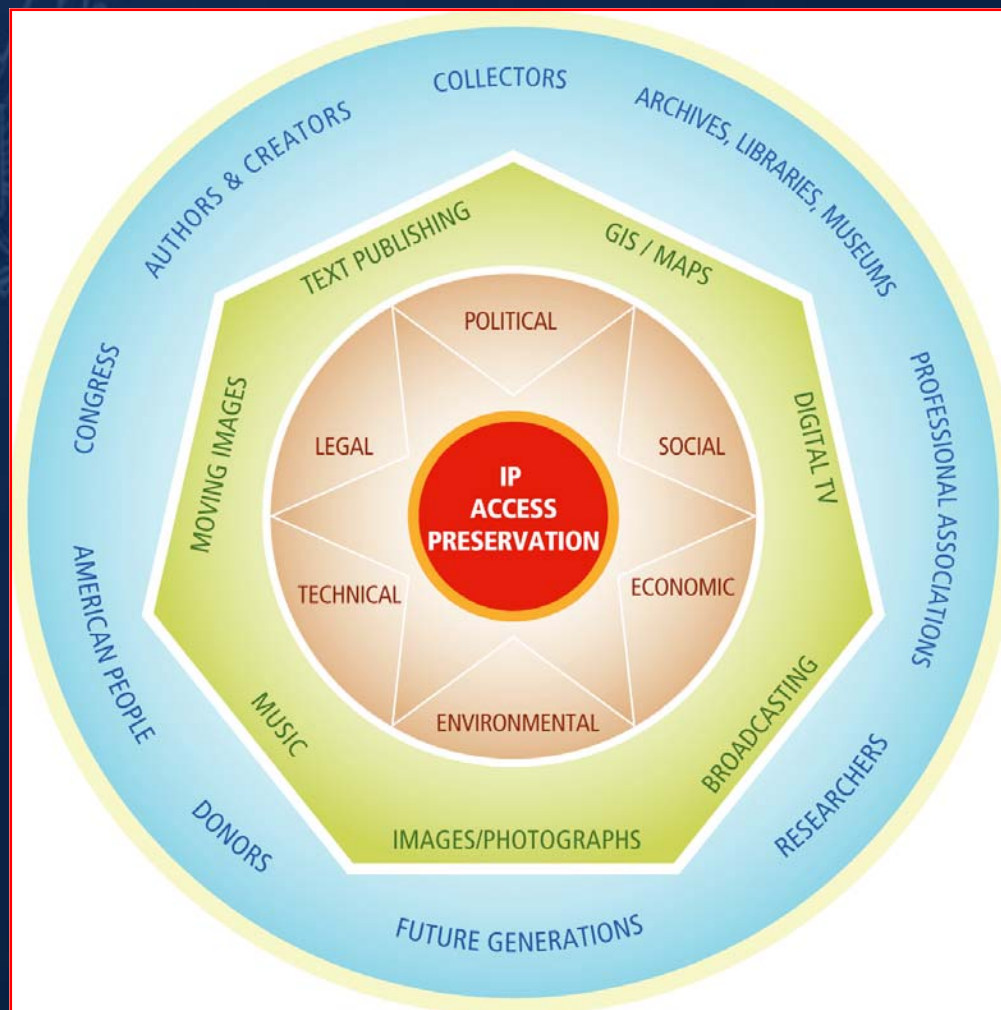 COLLECTORS
ARCHIVES, LIBRARIES, MUSEUMS
PROFESSIONAL ASSOCIATIONS
RESEARCHERS
FUTURE GENERATIONS
DONORS
AMERICAN PEOPLE
CONGRESS
AUTHORS & CREATORS
TEXT PUBLISHING
GIS / MAPS
DIGITAL TV
BROADCASTING
IMAGES/PHOTOGRAPHS
MUSIC
MOVING IMAGES
POLITICAL
SOCIAL
ECONOMIC
ENVIRONMENTAL
TECHNICAL
LEGAL
IP
ACCESS
PRESERVATION